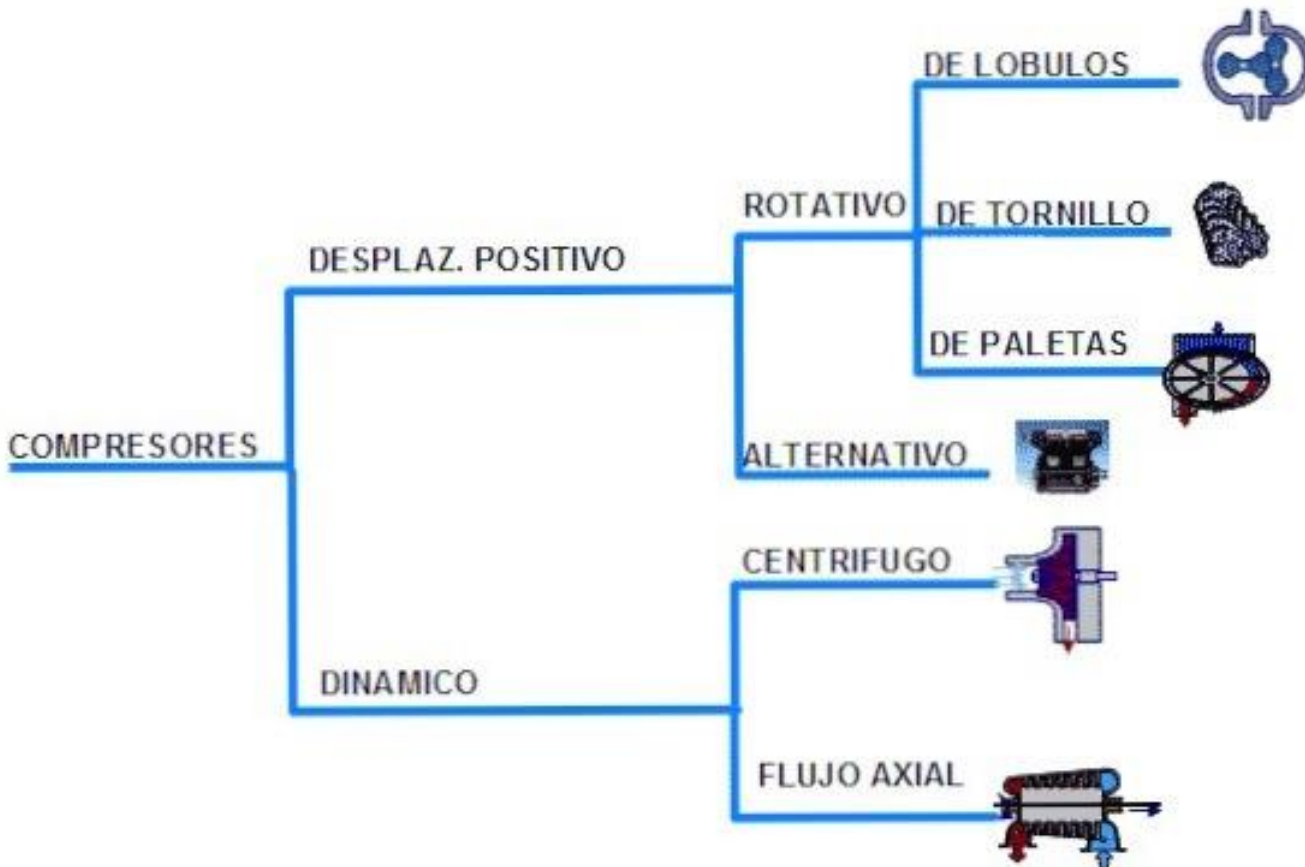 DE LOBULOS
ROTATIVO
DE TORNILLO
DESPLAZ. POSITIVO
DE PALETAS
COMPRESORES
ALTERNATIVO
CENTRIFUGO
DINAMICO
FLUJO AXIAL